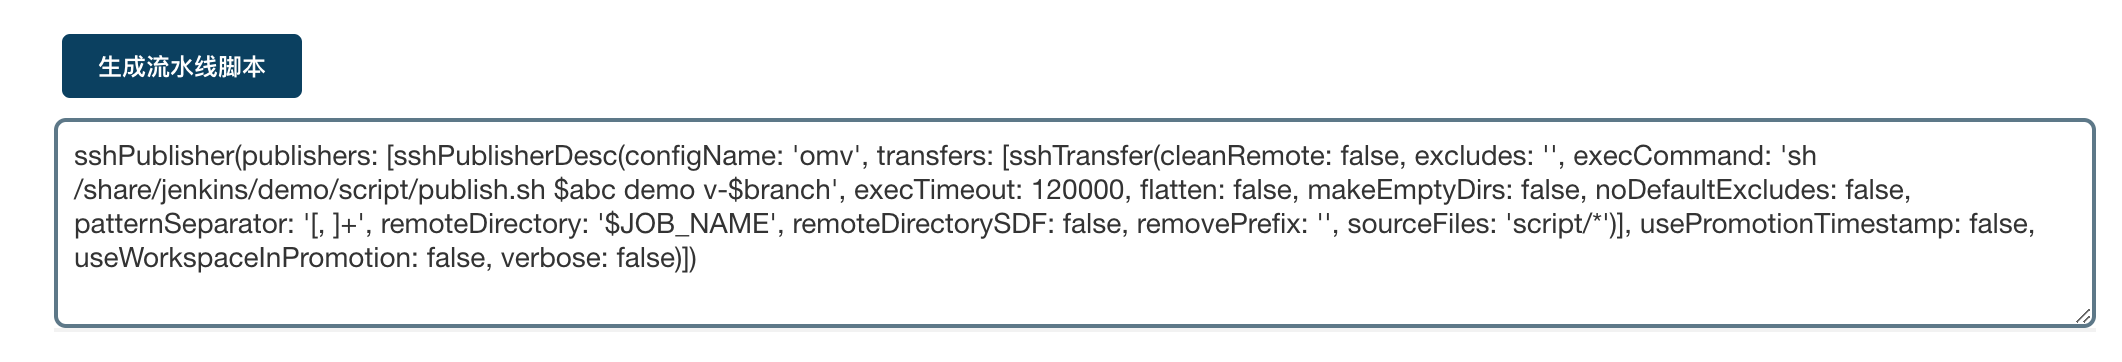 生成流水线脚本
sshPublisher(publishers: [sshPublisherDesc(configName: 'omv', transfers: [sshTransfer(cleanRemote: false, excludes: '', execCommand: 'sh
/share/jenkins/demo/script/publish.sh $abc demo v-$branch', execTimeout: 120000, flatten: false, makeEmptyDirs: false, noDefaultExcludes: false,
patternSeparator: '[, ]+', remoteDirectory: '$JOB_NAME', remoteDirectorySDF: false, removePrefix: '', sourceFiles: 'script/*')], usePromotionTimestamp: false,
useWorkspaceInPromotion: false, verbose: false)])